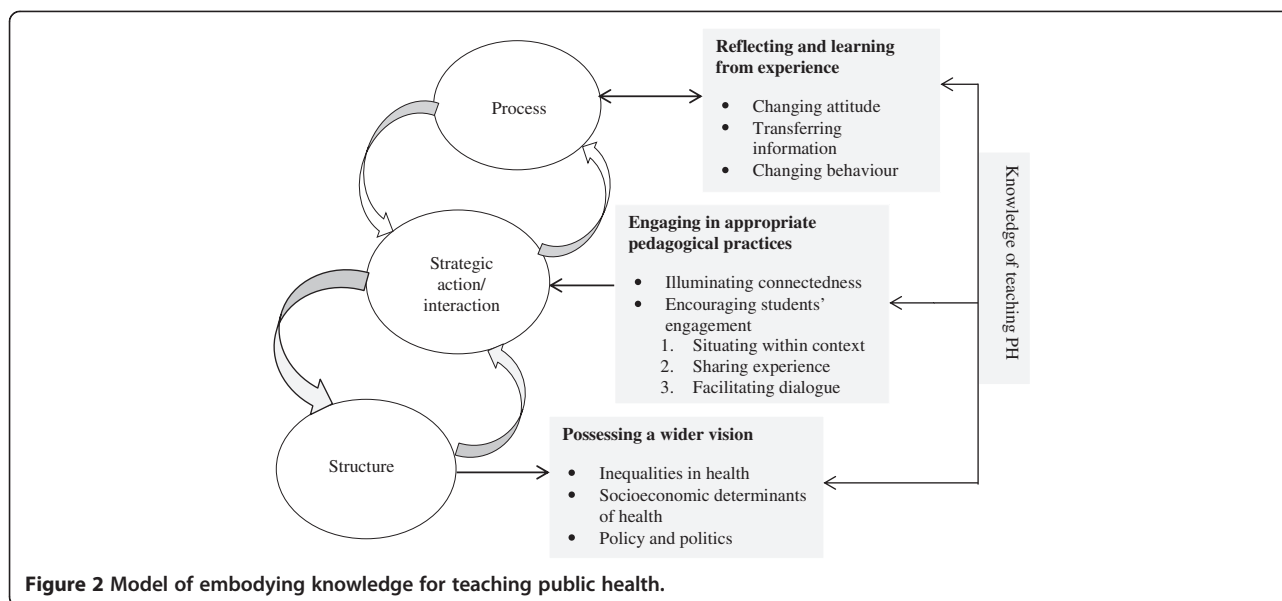 Process
Reflecting and learning
from experience
• Changing attitude
• Transferring
information
• Changing behaviour
Strategic
action/
interaction
Engaging in appropriate
pedagogical practices
• Illuminating connectedness
• Encouraging students’
engagement
1. Situating within context
2. Sharing experience
3. Facilitating dialogue
Knowledge of teaching PH
Structure
Possessing a wider vision
• Inequalities in health
• Socioeconomic determinants
of health
• Policy and politics
Figure 2 Model of embodying knowledge for teaching public health.